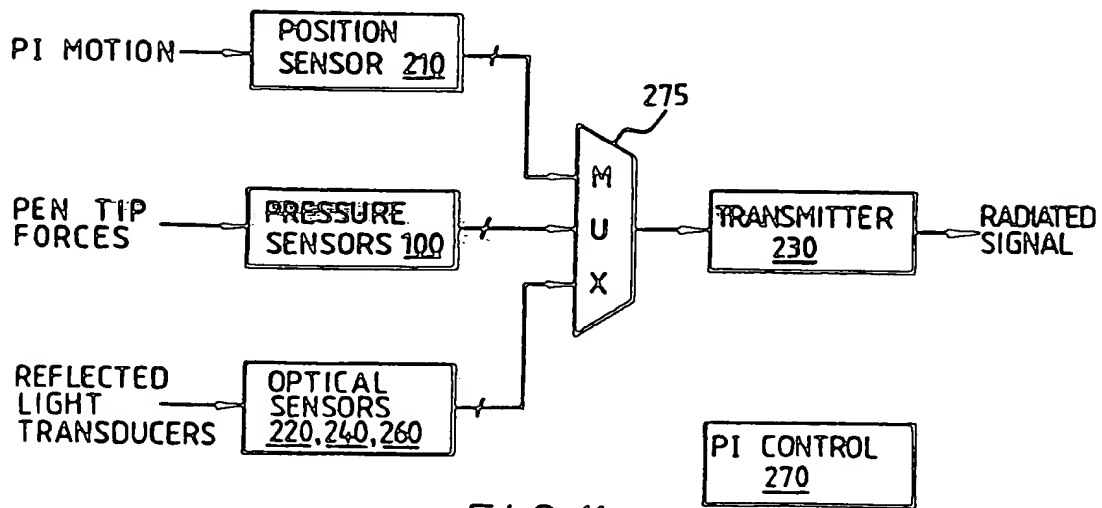 PI MOTION
POSITION
SENSOR 210
275
PEN TIP
FORCES
PRESSURE
SENSORS 100
M
U
X
TRANSMITTER
230
RADIATED
SIGNAL
REFLECTED
LIGHT
TRANSDUCERS
OPTICAL
SENSORS
220, 240, 260
PI CONTROL
270